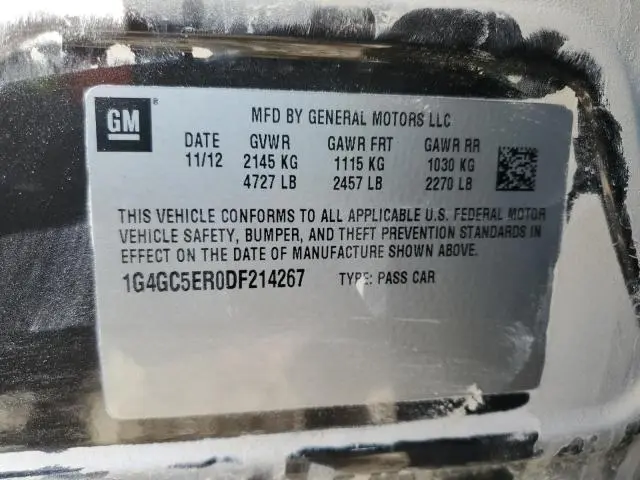 GM®
MFD BY GENERAL MOTORS LLC
DATE GVWR GAWR FRT GAWR RR
11/12 2145 KG 1115 KG 1030 KG
4727 LB 2457 LB 2270 LB
THIS VEHICLE CONFORMS TO ALL APPLICABLE U.S. FEDERAL MOTOR
VEHICLE SAFETY, BUMPER, AND THEFT PREVENTION STANDARDS IN
EFFECT ON THE DATE OF MANUFACTURE SHOWN ABOVE.
1G4GC5ER0DF214267 TYPE: PASS CAR